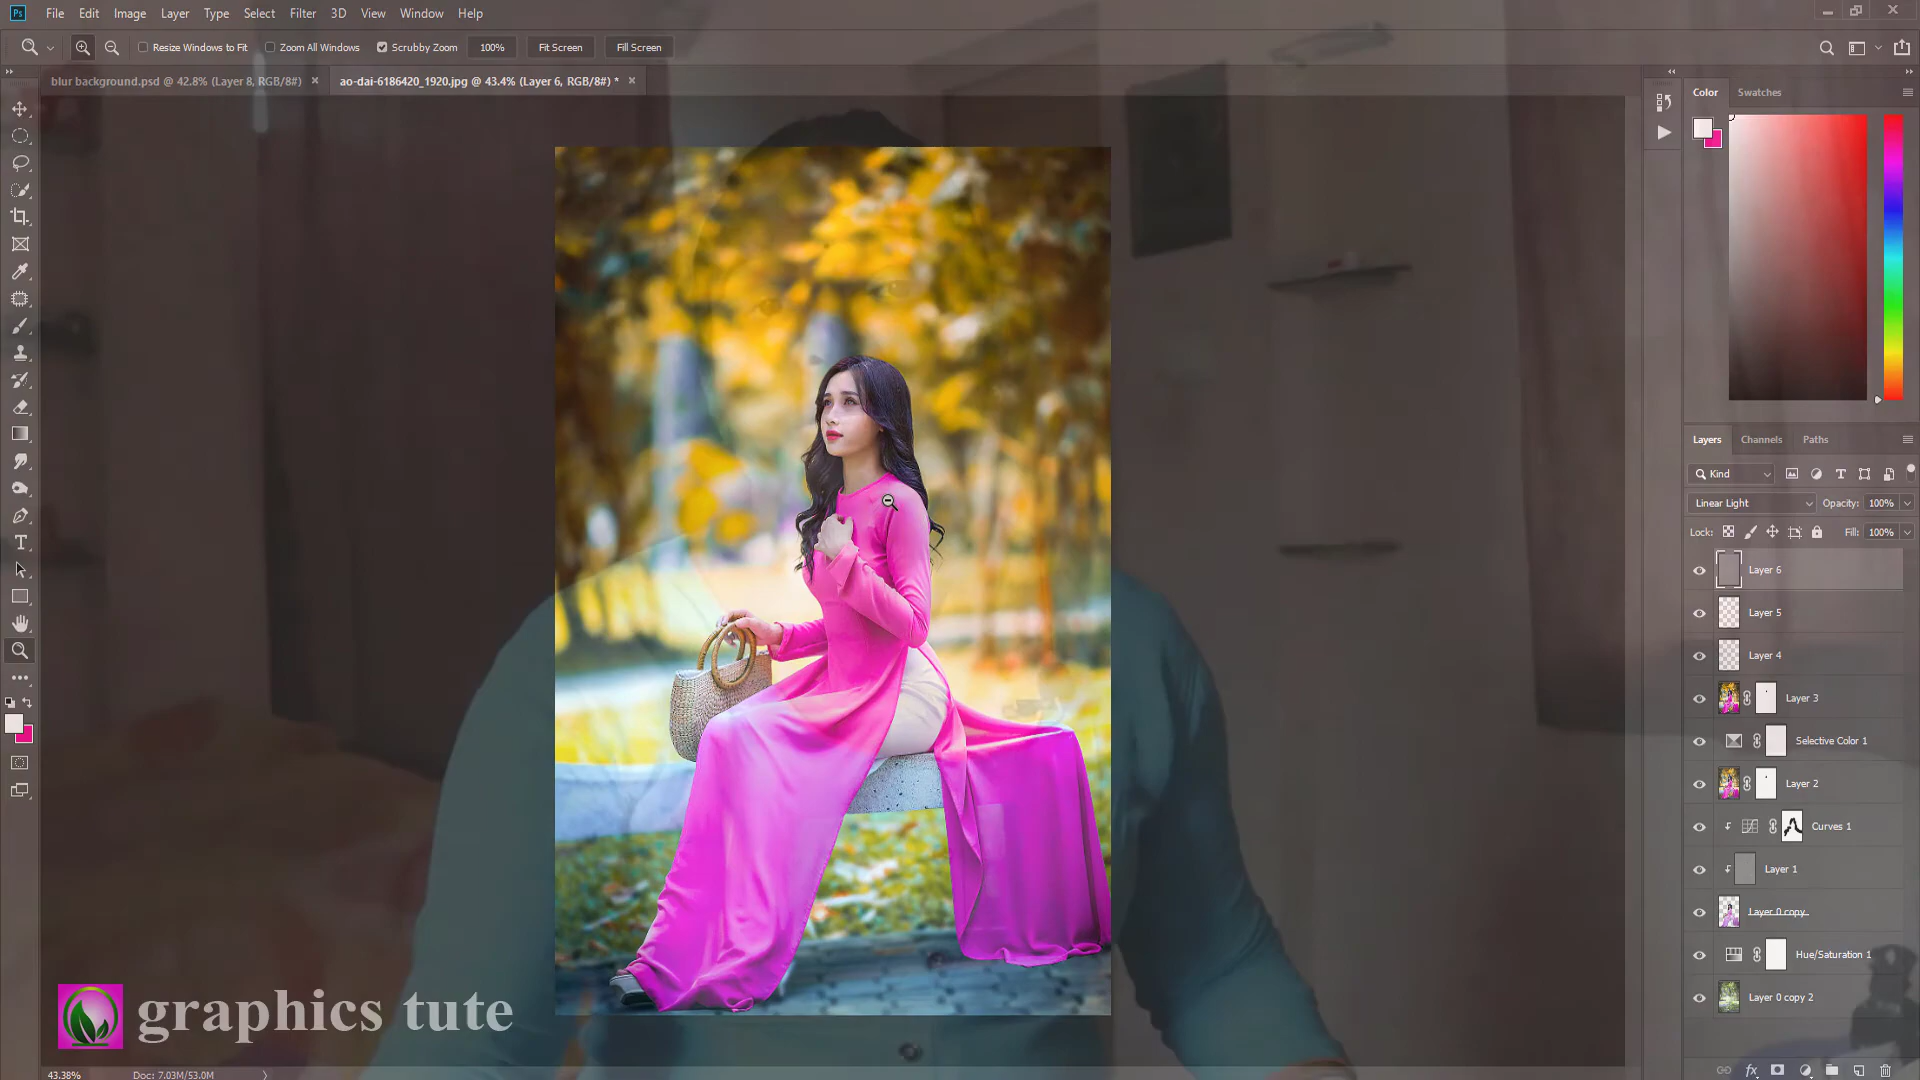 Ps File Edit Image Layer Type Select Filter 3D View Window Help
Resize Windows to Fit Zoom All Windows Scrubby Zoom 100% Fit Screen Fill Screen
blur background.psd @ 42.8% (Layer 8, RGB/8#) × ao-dai-6186420_1920.jpg @ 43.4% (Layer 6, RGB/8#) * ×
Color Swatches
Layers Channels Paths
Kind
Linear Light Opacity: 100%
Lock: Fill: 100%
Layer 6
Layer 5
Layer 4
Layer 3
Selective Color 1
Layer 2
Curves 1
Layer 1
Layer 0 copy
Hue/Saturation 1
Layer 0 copy 2
graphics tute
43.38% Doc: 7.03M/53.0M
fx